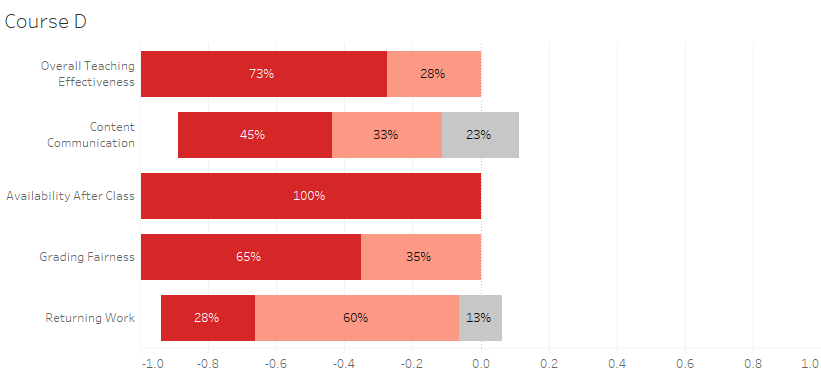 Course D
Overall Teaching
Effectiveness
73% 28%
Content
Communication
45% 33% 23%
Availability After Class
100%
Grading Fairness
65% 35%
Returning Work
28% 60% 13%
-1.0 -0.8 -0.6 -0.4 -0.2 0.0 0.2 0.4 0.6 0.8 1.0